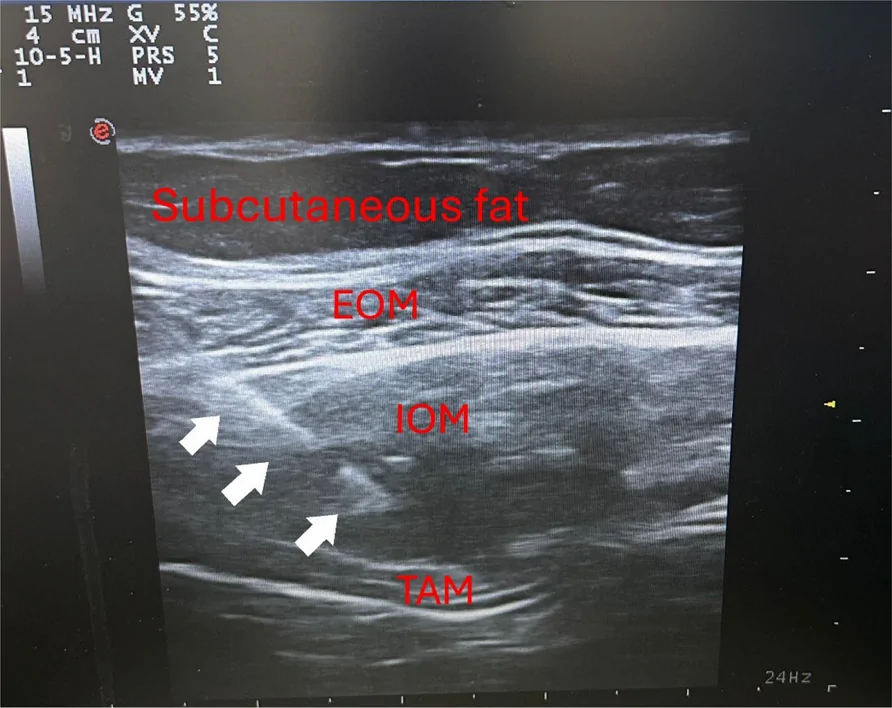 15 MHz G 55%
4 cm XV C
10-5-H PRS 5
1 MV 1
e
Subcutaneous fat
EOM
IOM
TAM
24Hz